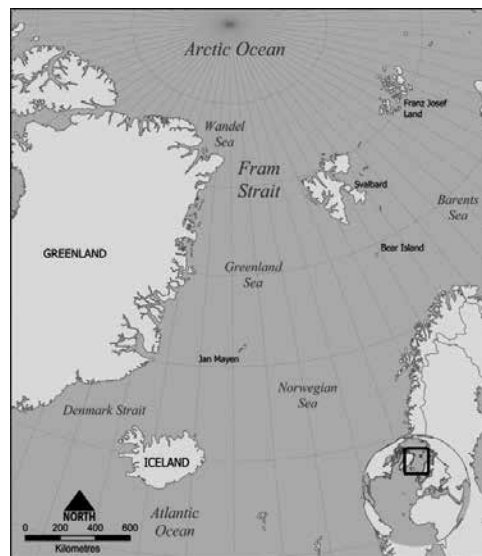 Arctic Ocean
Franz Josef
Land
Wandel
Sea
Fram
Strait
Svalbard
Barents
Sea
GREENLAND
Bear Island
Greenland
Sea
Jan Mayen
Norwegian
Sea
Denmark Strait
ICELAND
NORTH
Atlantic
Ocean
0 200 400 600
Kilometres